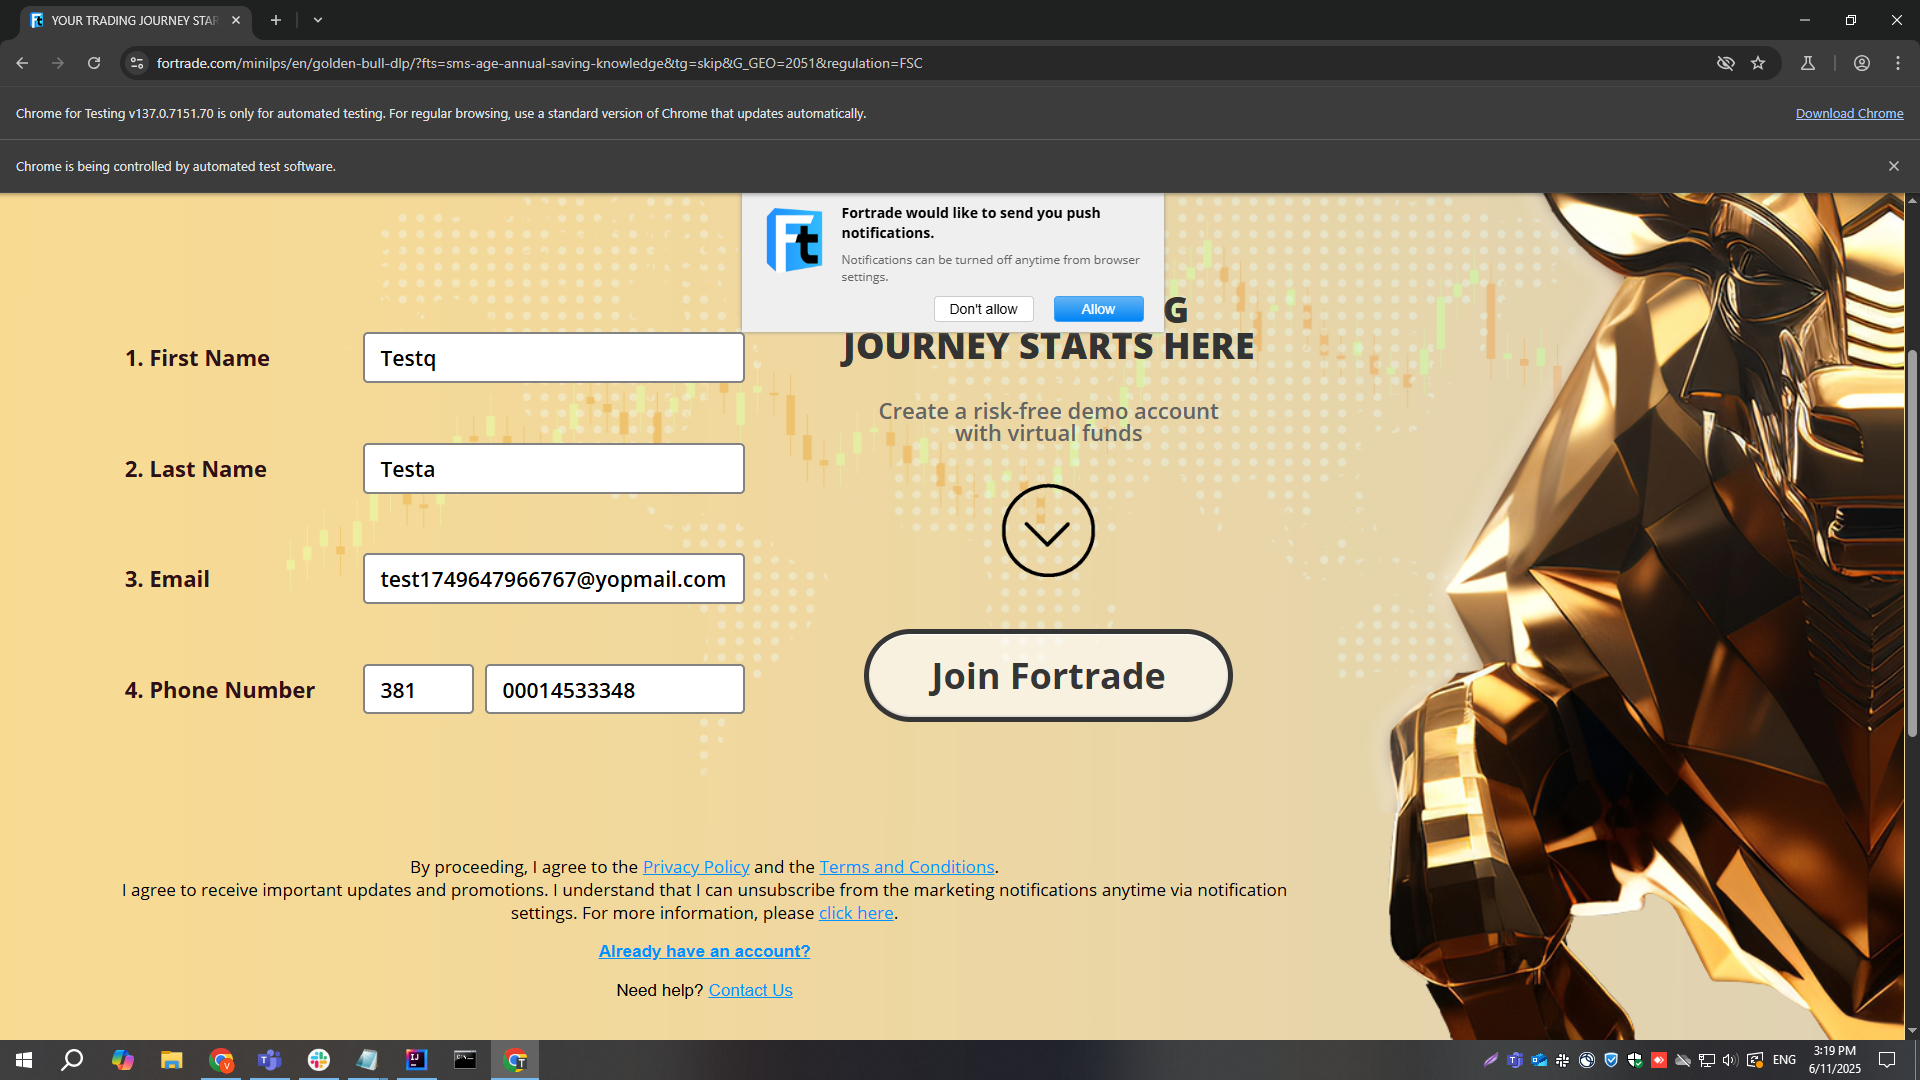 YOUR TRADING JOURNEY STAR
fortrade.com/minilps/en/golden-bull-dlp/?fts=sms-age-annual-saving-knowledge&tg=skip&G_GEO=2051&regulation=FSC
Chrome for Testing v137.0.7151.70 is only for automated testing. For regular browsing, use a standard version of Chrome that updates automatically.
Download Chrome
Chrome is being controlled by automated test software.
Ft
Fortrade would like to send you push
notifications.
Notifications can be turned off anytime from browser
settings.
Don't allow
Allow
G
JOURNEY STARTS HERE
Create a risk-free demo account
with virtual funds
Join Fortrade
1. First Name
Testq
2. Last Name
Testa
3. Email
test1749647966767@yopmail.com
4. Phone Number
381
00014533348
By proceeding, I agree to the Privacy Policy and the Terms and Conditions.
I agree to receive important updates and promotions. I understand that I can unsubscribe from the marketing notifications anytime via notification
settings. For more information, please click here.
Already have an account?
Need help? Contact Us
ENG
3:19 PM
6/11/2025